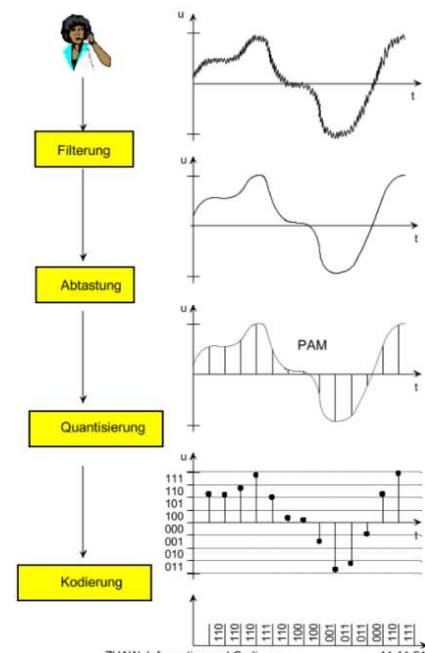 u
t
Filterung
u
t
Abtastung
u
PAM
t
Quantisierung
u
111
110
101
100
000
001
010
011
t
Kodierung
110 110 110 111 110 100 100 001 011 011 000 110 111